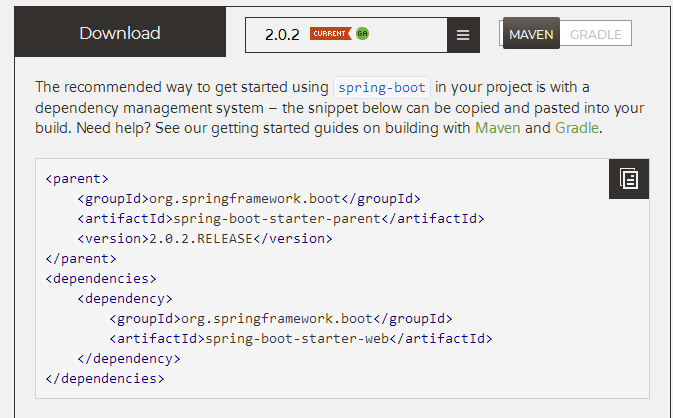 Download
2.0.2 CURRENT GA
MAVEN GRADLE
The recommended way to get started using spring-boot in your project is with a
dependency management system – the snippet below can be copied and pasted into your
build. Need help? See our getting started guides on building with Maven and Gradle.
<parent>
    <groupId>org.springframework.boot</groupId>
    <artifactId>spring-boot-starter-parent</artifactId>
    <version>2.0.2.RELEASE</version>
</parent>
<dependencies>
    <dependency>
        <groupId>org.springframework.boot</groupId>
        <artifactId>spring-boot-starter-web</artifactId>
    </dependency>
</dependencies>